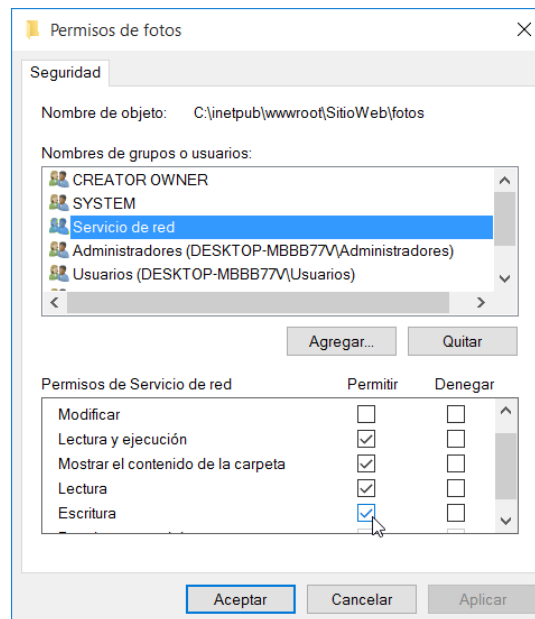 Permisos de fotos
Seguridad
Nombre de objeto: C:\inetpub\wwwroot\SitioWeb\fotos
Nombres de grupos o usuarios:
CREATOR OWNER
SYSTEM
Servicio de red
Administradores (DESKTOP-MBBB77V\Administradores)
Usuarios (DESKTOP-MBBB77V\Usuarios)
Agregar... Quitar
Permisos de Servicio de red Permitir Denegar
Modificar
Lectura y ejecución
Mostrar el contenido de la carpeta
Lectura
Escritura
Aceptar Cancelar Aplicar